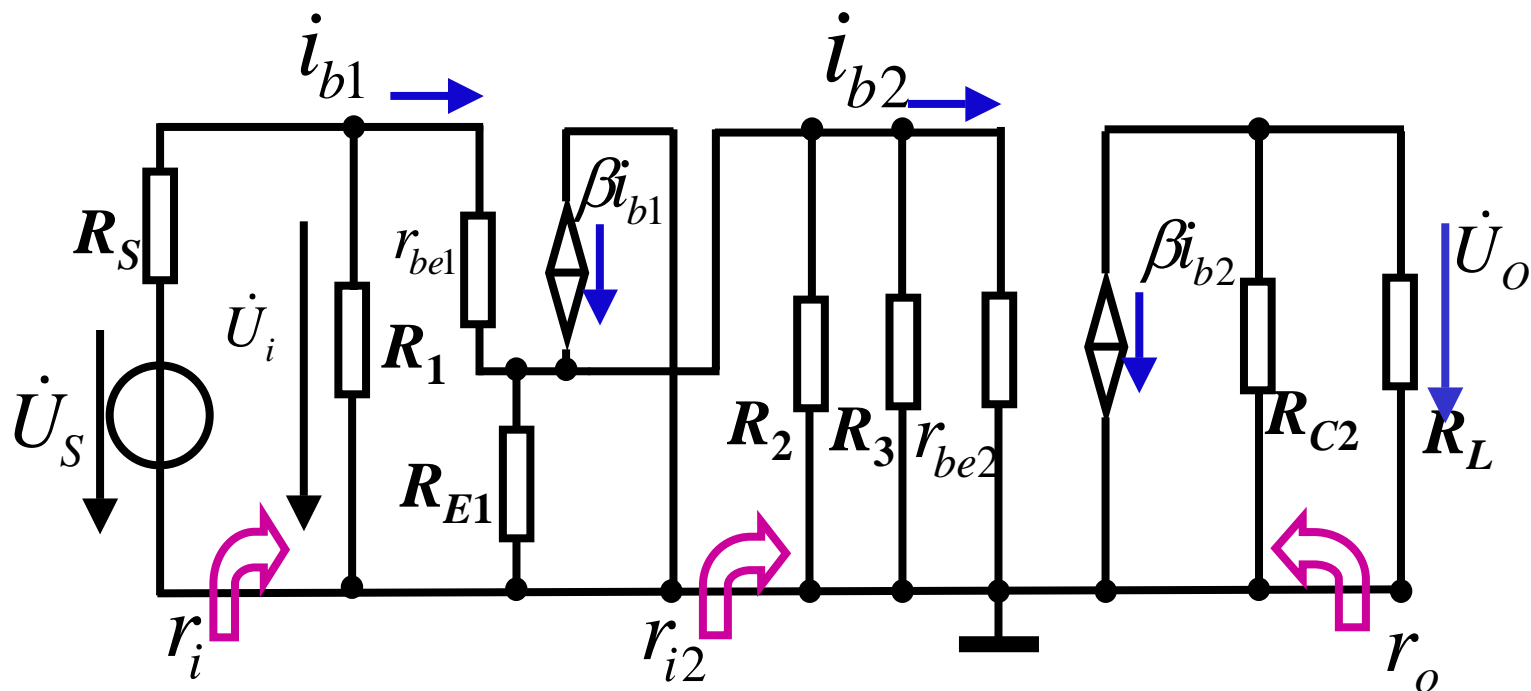 i_b1
i_b2
βi_b1
R_S
r_be1
βi_b2
U̇_O
U̇_i
R_1
U̇_S
R_2
R_3
r_be2
R_C2
R_L
R_E1
r_i
r_i2
r_o